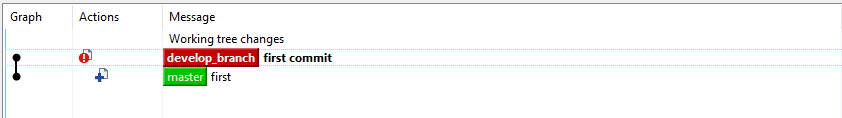 Graph Actions Message
Working tree changes
develop_branch first commit
master first